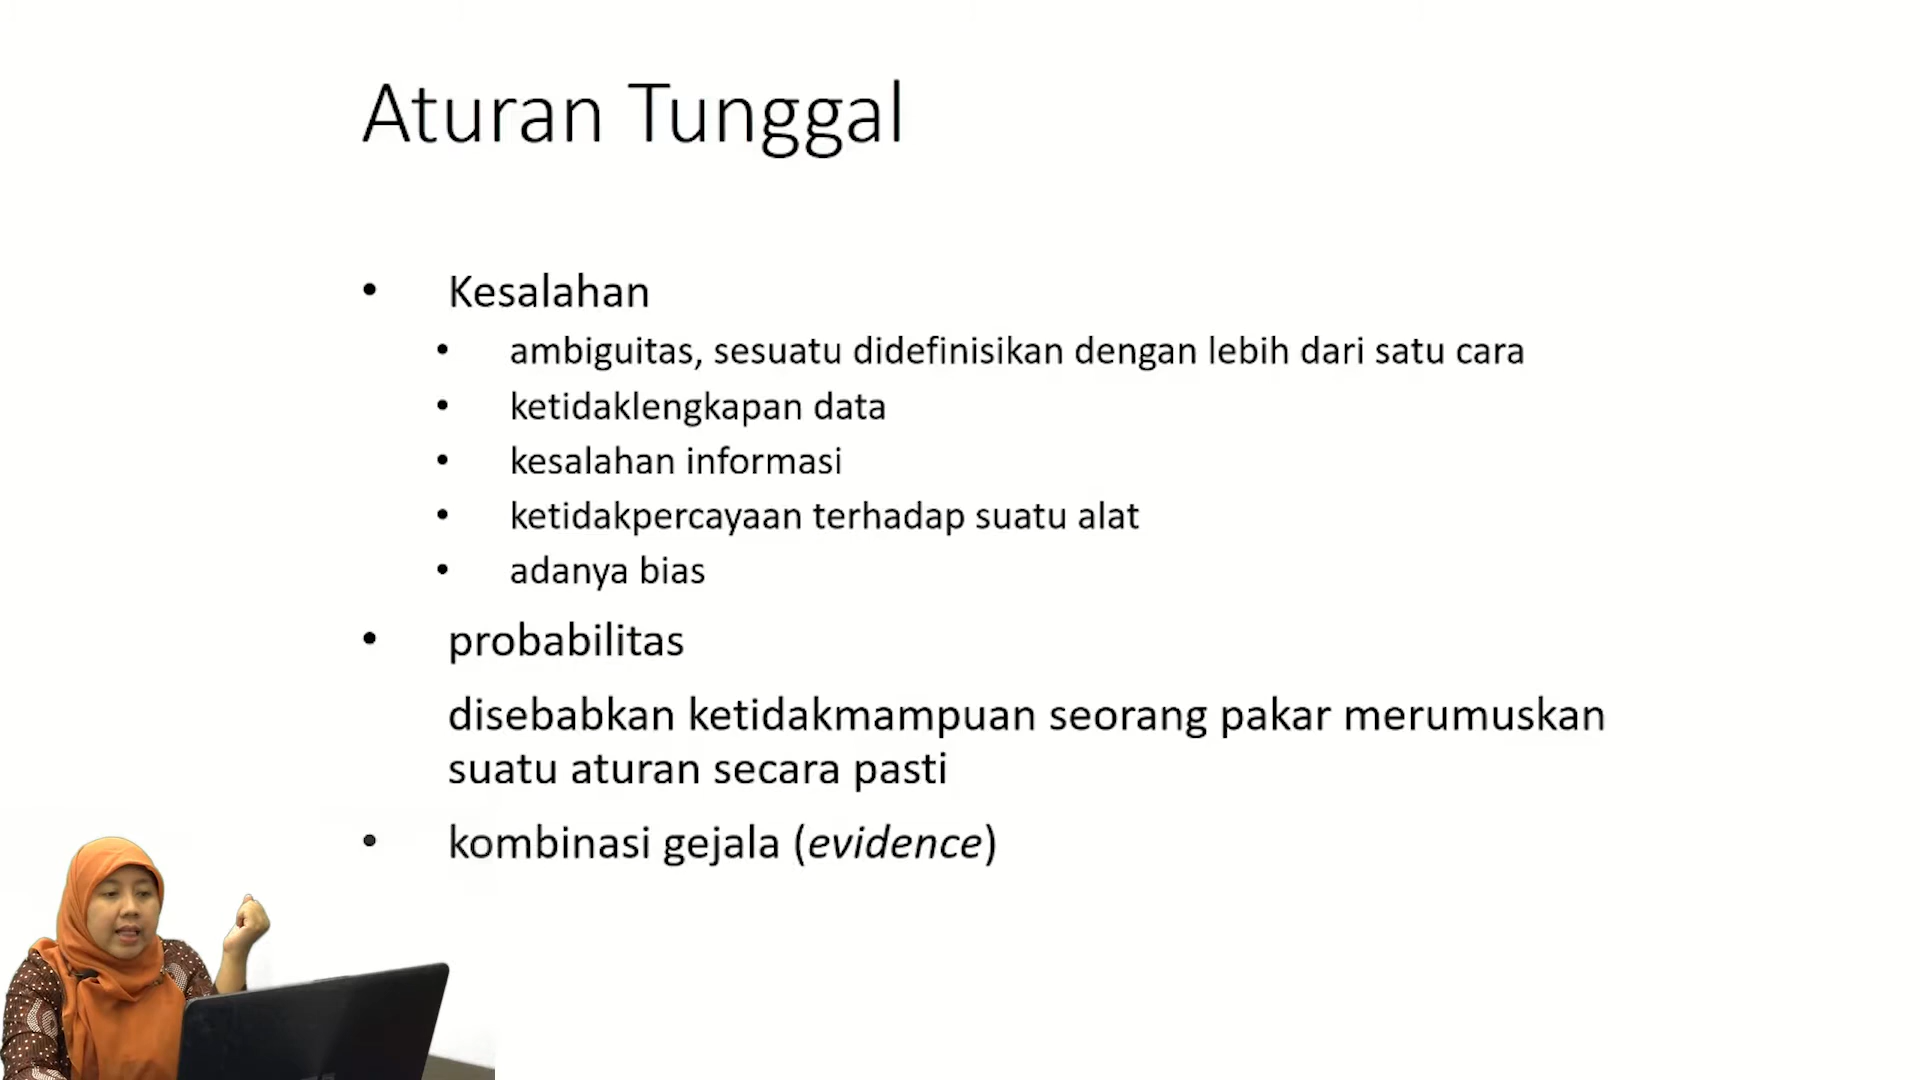 Aturan Tunggal
• Kesalahan
• ambiguitas, sesuatu didefinisikan dengan lebih dari satu cara
• ketidaklengkapan data
• kesalahan informasi
• ketidakpercayaan terhadap suatu alat
• adanya bias
• probabilitas
disebabkan ketidakmampuan seorang pakar merumuskan
suatu aturan secara pasti
• kombinasi gejala (evidence)